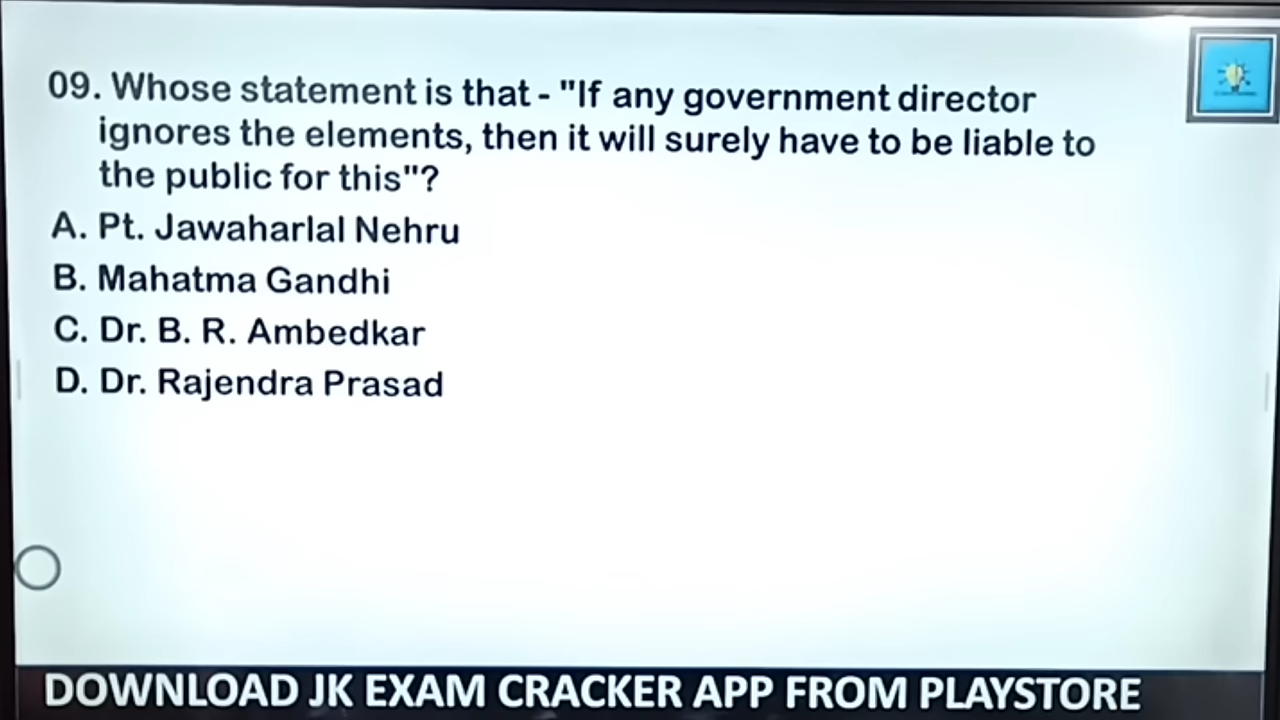 09. Whose statement is that - "If any government director
ignores the elements, then it will surely have to be liable to
the public for this"?
A. Pt. Jawaharlal Nehru
B. Mahatma Gandhi
C. Dr. B. R. Ambedkar
D. Dr. Rajendra Prasad
DOWNLOAD JK EXAM CRACKER APP FROM PLAYSTORE